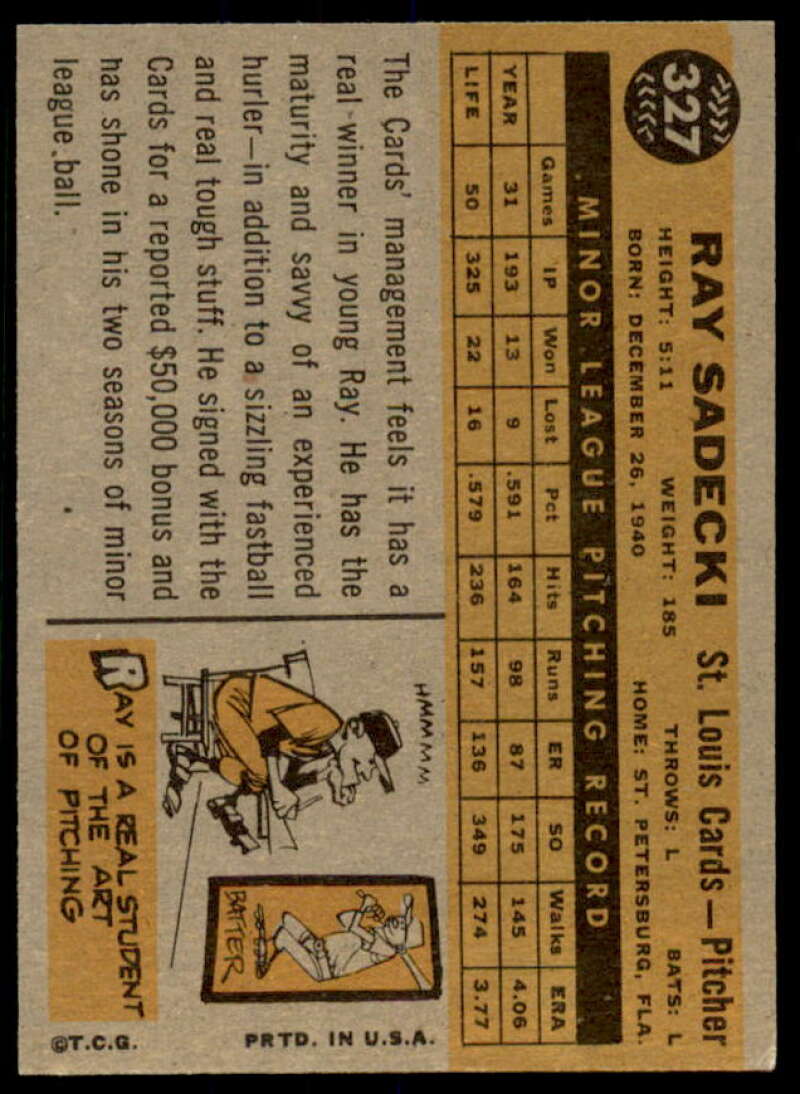 327
RAY SADECKI St. Louis Cards—Pitcher
HEIGHT: 5:11 WEIGHT: 185 THROWS: L BATS: L
BORN: DECEMBER 26, 1940 HOME: ST. PETERSBURG, FLA.
MINOR LEAGUE PITCHING RECORD
Games IP Won Lost Pct Hits Runs ER SO Walks ERA
YEAR 31 193 13 9 .591 164 98 87 175 145 4.06
LIFE 50 325 22 16 .579 236 157 136 349 274 3.77
The Cards' management feels it has a
real winner in young Ray. He has the
maturity and savvy of an experienced
hurler—in addition to a sizzling fastball
and real tough stuff. He signed with the
Cards for a reported $50,000 bonus and
has shone in his two seasons of minor
league ball.
HMMMMM
BATTER
RAY IS A REAL STUDENT
OF THE ART
OF PITCHING
©T.C.G. PRTD. IN U.S.A.